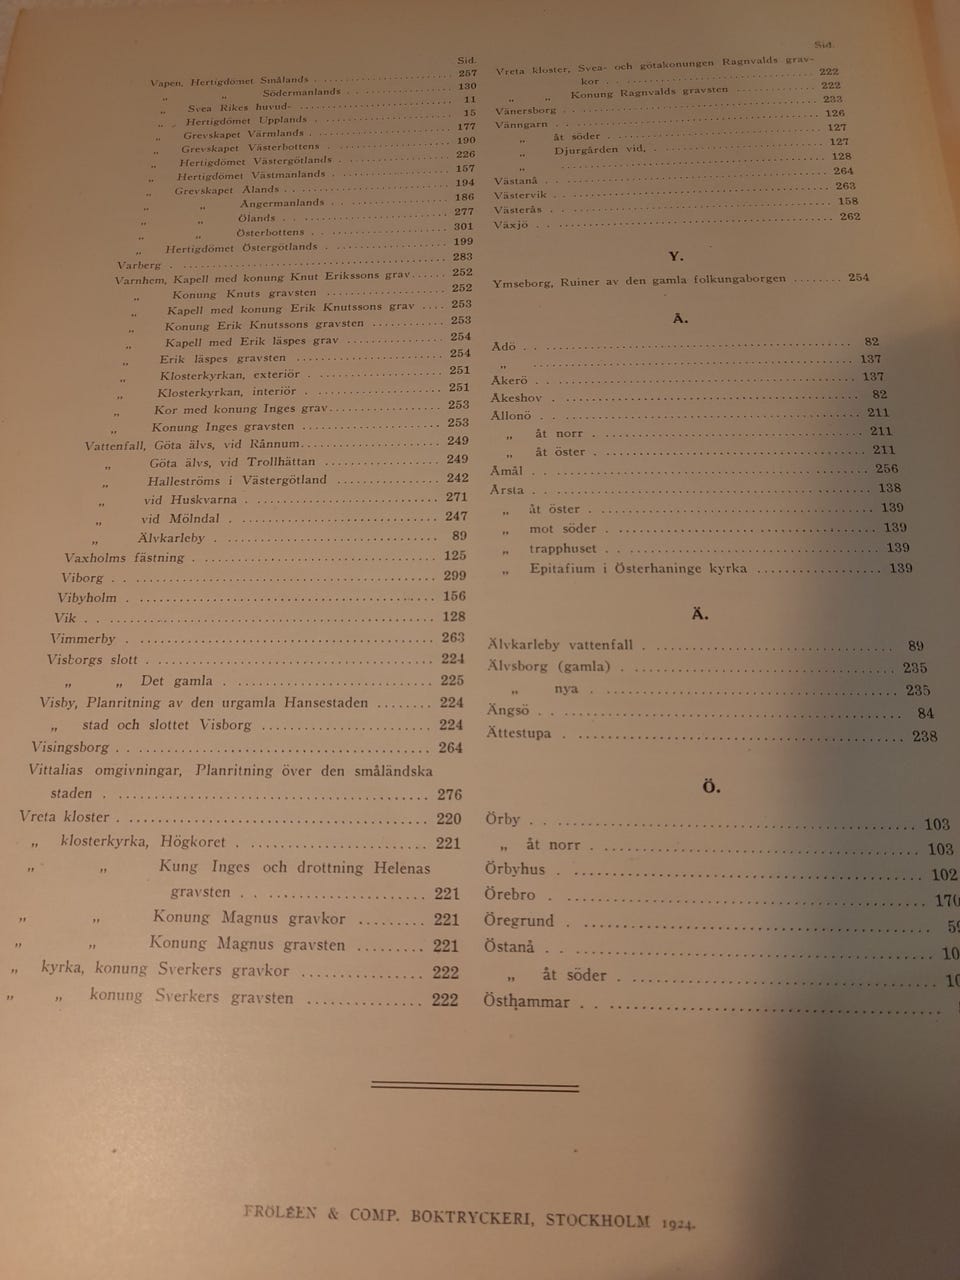 Sid.
Vapen, Hertigdömet Smålands . . . . . . . . . . 257
„ „ Södermanlands . . . . . . . . . . 130
„ Svea Rikes huvud- . . . . . . . . . . 11
„ Hertigdömet Upplands . . . . . . . . . . 15
„ Grevskapet Värmlands . . . . . . . . . . 177
„ Grevskapet Västerbottens . . . . . . . . . . 190
„ Hertigdömet Västergötlands . . . . . . . . . . 226
„ Hertigdömet Västmanlands . . . . . . . . . . 157
„ Grevskapet Ålands . . . . . . . . . . 194
„ „ Ångermanlands . . . . . . . . . . 186
„ „ Ölands . . . . . . . . . . 277
„ „ Österbottens . . . . . . . . . . 301
„ Hertigdömet Östergötlands . . . . . . . . . . 199
Varberg . . . . . . . . . . 283
Varnhem, Kapell med konung Knut Erikssons grav . . . . . . 252
„ Konung Knuts gravsten . . . . . . . . . . 252
„ Kapell med konung Erik Knutssons grav . . . . 253
„ Konung Erik Knutssons gravsten . . . . . . . . . . 253
„ Kapell med Erik läspes grav . . . . . . . . . . 254
„ Erik läspes gravsten . . . . . . . . . . 254
„ Klosterkyrkan, exteriör . . . . . . . . . . 251
„ Klosterkyrkan, interiör . . . . . . . . . . 251
„ Kor med konung Inges grav . . . . . . . . . . 253
„ Konung Inges gravsten . . . . . . . . . . 253
Vattenfall, Göta älvs, vid Rånnum . . . . . . . . . . 249
„ Göta älvs, vid Trollhättan . . . . . . . . . . 249
„ Halleströms i Västergötland . . . . . . . . . . 242
„ vid Huskvarna . . . . . . . . . . 271
„ vid Mölndal . . . . . . . . . . 247
„ Älvkarleby . . . . . . . . . . 89
Vaxholms fästning . . . . . . . . . . 125
Viborg . . . . . . . . . . 299
Vibyholm . . . . . . . . . . 156
Vik . . . . . . . . . . 128
Vimmerby . . . . . . . . . . 263
Visborgs slott . . . . . . . . . . 224
„ „ Det gamla . . . . . . . . . . 225
Visby, Planritning av den urgamla Hansestaden . . . . . . . . 224
„ stad och slottet Visborg . . . . . . . . . . 224
Visingsborg . . . . . . . . . . 264
Vittalias omgivningar, Planritning över den småländska
staden . . . . . . . . . . 276
Vreta kloster . . . . . . . . . . 220
„ klosterkyrka, Högkoret . . . . . . . . . . 221
„ „ Kung Inges och drottning Helenas
gravsten . . . . . . . . . . 221
„ „ Konung Magnus gravkor . . . . . . . . . 221
„ „ Konung Magnus gravsten . . . . . . . . . 221
„ kyrka, konung Sverkers gravkor . . . . . . . . . . 222
„ „ konung Sverkers gravsten . . . . . . . . . . 222
Sid.
Vreta kloster, Svea- och götakonungen Ragnvalds grav-
kor . . . . . . . . . . 222
„ „ Konung Ragnvalds gravsten . . . . . . . . . . 222
Vänersborg . . . . . . . . . . 233
Vänngarn . . . . . . . . . . 126
„ åt söder . . . . . . . . . . 127
„ Djurgården vid, . . . . . . . . . . 127
„ . . . . . . . . . . 128
Västanå . . . . . . . . . . 264
Västervik . . . . . . . . . . 263
Västerås . . . . . . . . . . 158
Växjö . . . . . . . . . . 262
Y.
Ymseborg, Ruiner av den gamla folkungaborgen . . . . . . . . 254
Å.
Ådö . . . . . . . . . . 82
„ . . . . . . . . . . 137
Åkerö . . . . . . . . . . 137
Åkeshov . . . . . . . . . . 82
Ållonö . . . . . . . . . . 211
„ åt norr . . . . . . . . . . 211
„ åt öster . . . . . . . . . . 211
Åmål . . . . . . . . . . 256
Årsta . . . . . . . . . . 138
„ åt öster . . . . . . . . . . 139
„ mot söder . . . . . . . . . . 139
„ trapphuset . . . . . . . . . . 139
„ Epitafium i Österhaninge kyrka . . . . . . . . . . 139
Ä.
Älvkarleby vattenfall . . . . . . . . . . 89
Älvsborg (gamla) . . . . . . . . . . 235
„ nya . . . . . . . . . . 235
Ängsö . . . . . . . . . . 84
Ättestupa . . . . . . . . . . 238
Ö.
Örby . . . . . . . . . . 103
„ åt norr . . . . . . . . . . 103
Örbyhus . . . . . . . . . . 102
Örebro . . . . . . . . . . 170
Öregrund . . . . . . . . . .
Östanå . . . . . . . . . . 10
„ åt söder . . . . . . . . . .
Östhammar . . . . . . . . . .
FRÖLÉEN & COMP. BOKTRYCKERI, STOCKHOLM 1924.